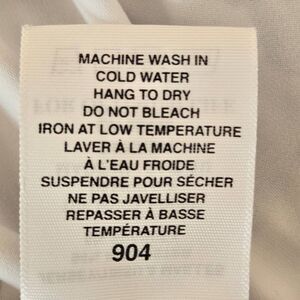 MACHINE WASH IN
COLD WATER
HANG TO DRY
DO NOT BLEACH
IRON AT LOW TEMPERATURE
LAVER À LA MACHINE
À L'EAU FROIDE
SUSPENDRE POUR SÉCHER
NE PAS JAVELLISER
REPASSER À BASSE
TEMPÉRATURE
904